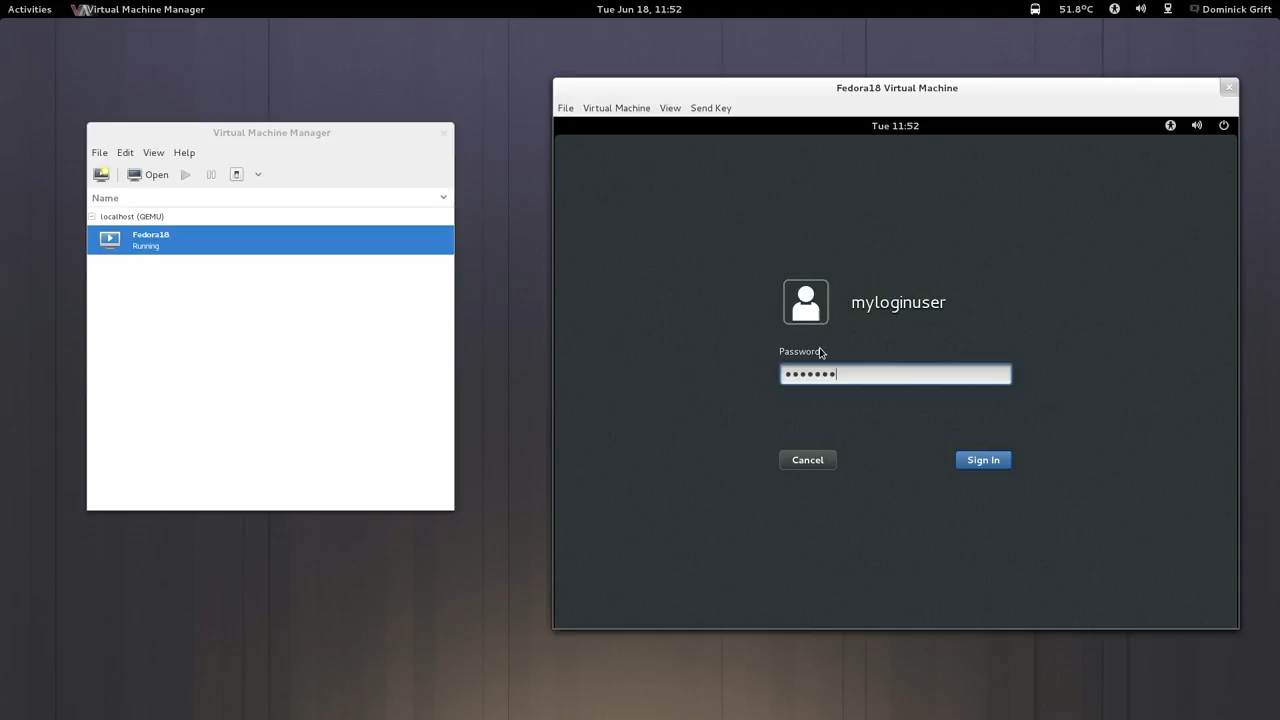 Activities Virtual Machine Manager Tue Jun 18, 11:52 51.8°C Dominick Grift
Virtual Machine Manager
File Edit View Help
Open
Name
localhost (QEMU)
Fedora18
Running
Fedora18 Virtual Machine
File Virtual Machine View Send Key
Tue 11:52
myloginuser
Password:
Cancel Sign In